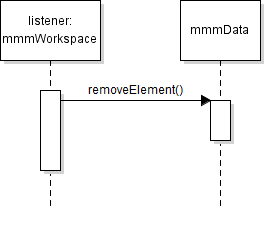 listener:
mmmWorkspace
mmmData
removeElement()